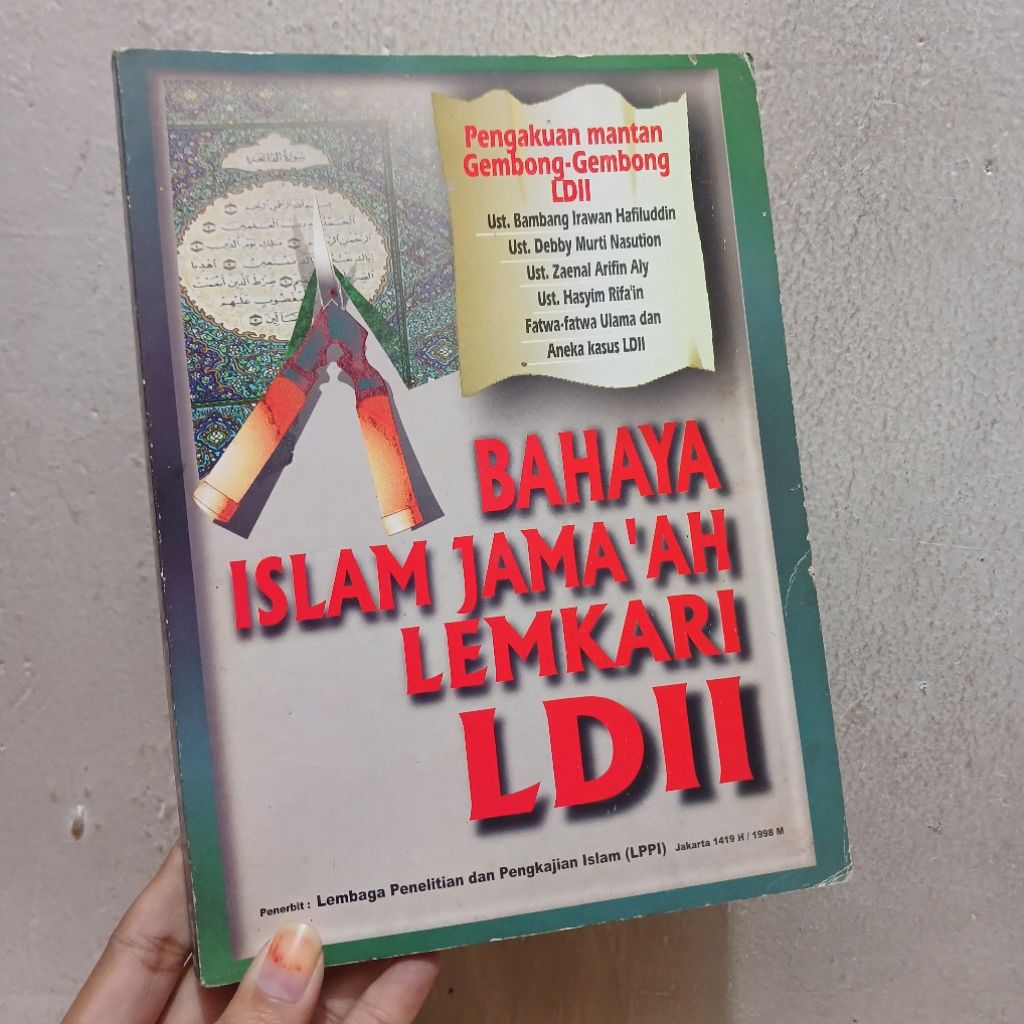 سورة الفاتحة
Pengakuan mantan
Gembong-Gembong
LDII
Ust. Bambang Irawan Hafiluddin
Ust. Debby Murti Nasution
Ust. Zaenal Arifin Aly
Ust. Hasyim Rifa'in
Fatwa-fatwa Ulama dan
Aneka kasus LDII
BAHAYA
ISLAM JAMA'AH
LEMKARI
LDII
Penerbit : Lembaga Penelitian dan Pengkajian Islam (LPPI) Jakarta 1419 H / 1998 M